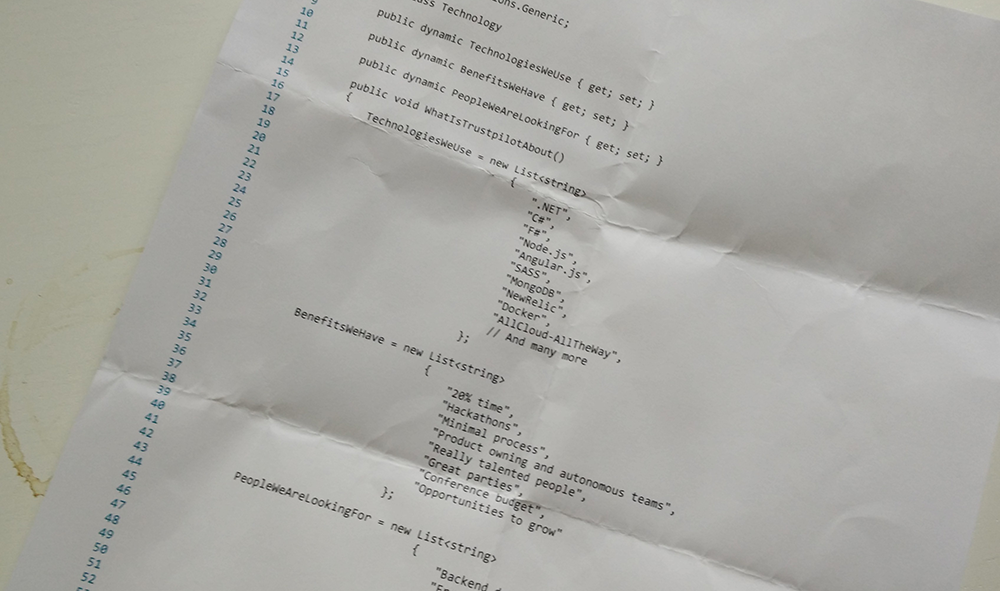 ons.Generic;
ss Technology
public dynamic TechnologiesWeUse { get; set; }
public dynamic BenefitsWeHave { get; set; }
public dynamic PeopleWeAreLookingFor { get; set; }
public void WhatIsTrustpilotAbout()
{
TechnologiesWeUse = new List<string>
{
".NET",
"C#",
"F#",
"Node.js",
"Angular.js",
"SASS",
"MongoDB",
"NewRelic",
"Docker",
"AllCloud-AllTheWay",
// And many more
};
BenefitsWeHave = new List<string>
{
"20% time",
"Hackathons",
"Minimal process",
"Product owning and autonomous teams",
"Really talented people",
"Great parties",
"Conference budget",
"Opportunities to grow"
};
PeopleWeAreLookingFor = new List<string>
{
"Backend
10
11
12
13
14
15
16
17
18
19
20
21
22
23
24
25
26
27
28
29
30
31
32
33
34
35
36
37
38
39
40
41
42
43
44
45
46
47
48
49
50
51
52